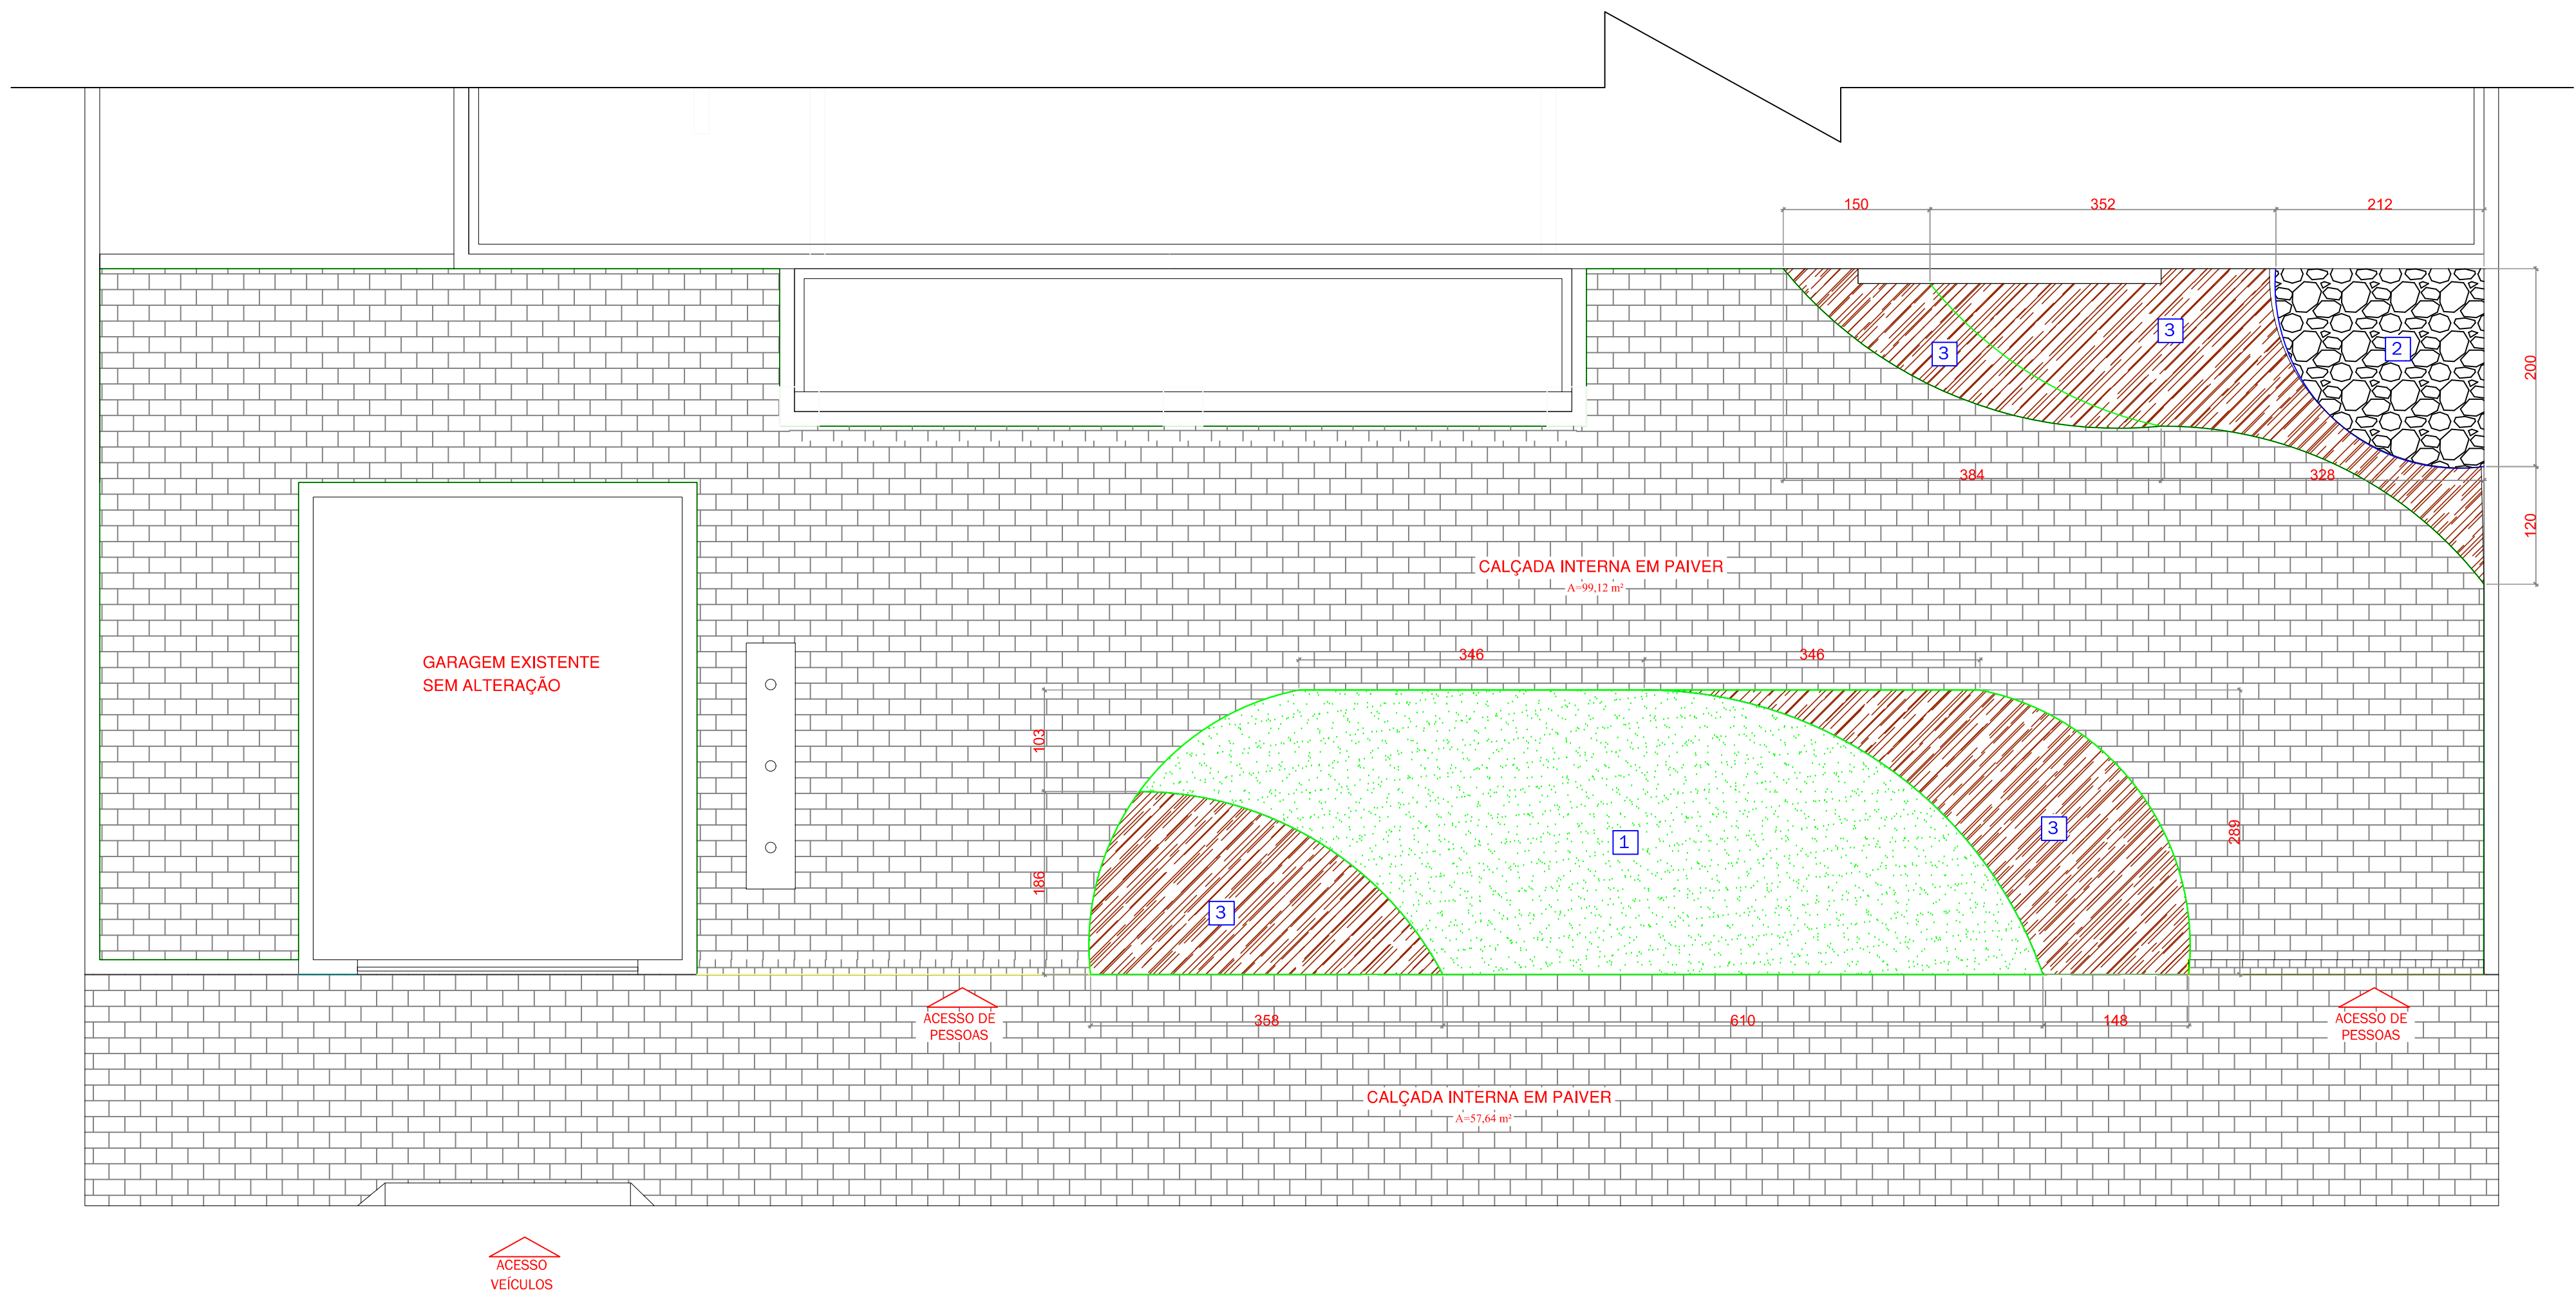 150
352
212
3
3
2
200
384
328
120
CALÇADA INTERNA EM PAIVER
A=99,12 m²
GARAGEM EXISTENTE
SEM ALTERAÇÃO
346
346
103
289
1
3
186
3
ACESSO DE
PESSOAS
358
610
148
ACESSO DE
PESSOAS
CALÇADA INTERNA EM PAIVER
A=57,64 m²
ACESSO
VEÍCULOS